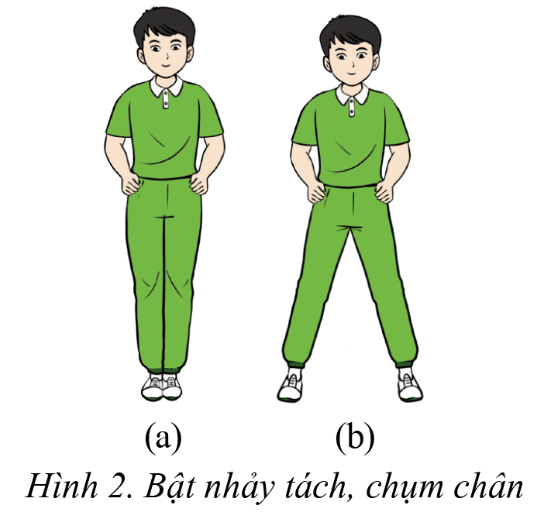 (a) (b)
Hình 2. Bật nhảy tách, chụm chân